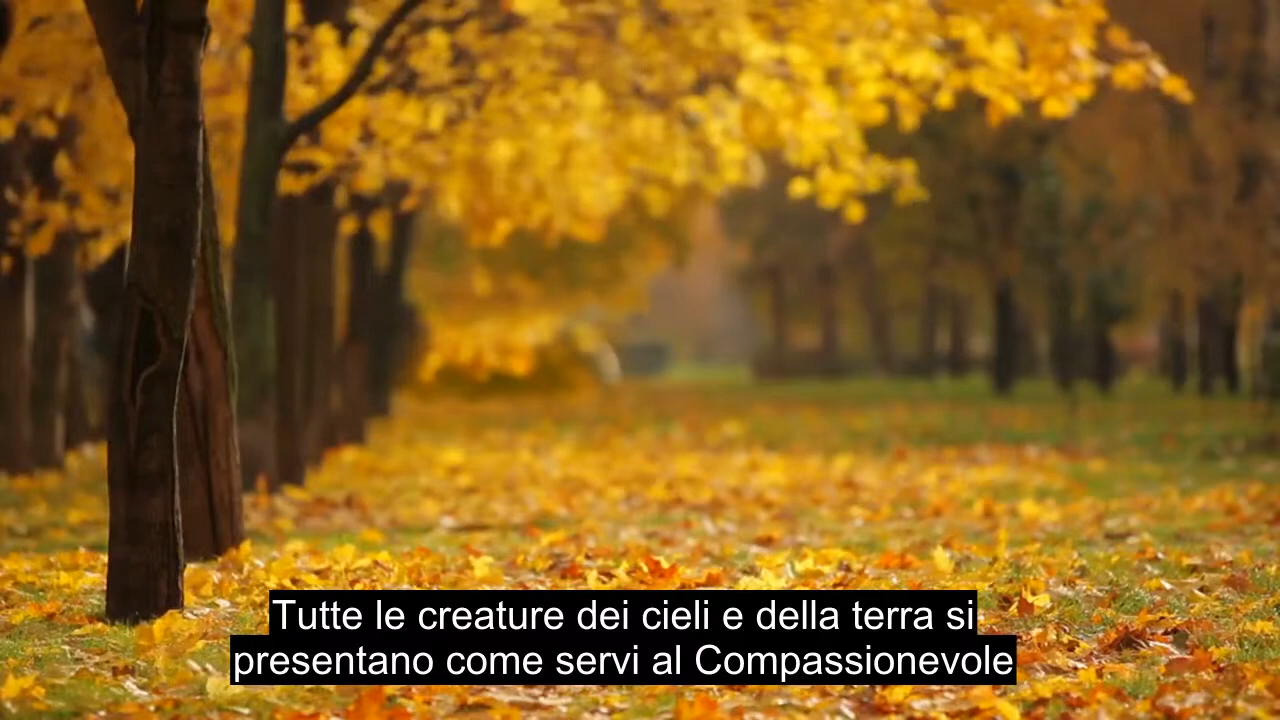 Tutte le creature dei cieli e della terra si
presentano come servi al Compassionevole